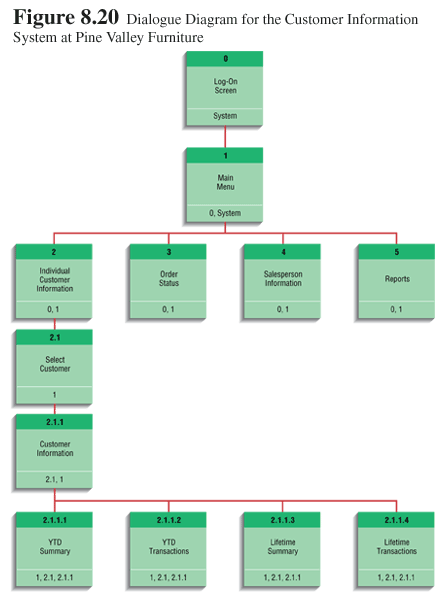 Figure 8.20 Dialogue Diagram for the Customer Information
System at Pine Valley Furniture
0
Log-On
Screen
System
1
Main
Menu
0, System
2
Individual
Customer
Information
0, 1
3
Order
Status
0, 1
4
Salesperson
Information
0, 1
5
Reports
0, 1
2.1
Select
Customer
1
2.1.1
Customer
Information
2.1, 1
2.1.1.1
YTD
Summary
1, 2.1, 2.1.1
2.1.1.2
YTD
Transactions
1, 2.1, 2.1.1
2.1.1.3
Lifetime
Summary
1, 2.1, 2.1.1
2.1.1.4
Lifetime
Transactions
1, 2.1, 2.1.1